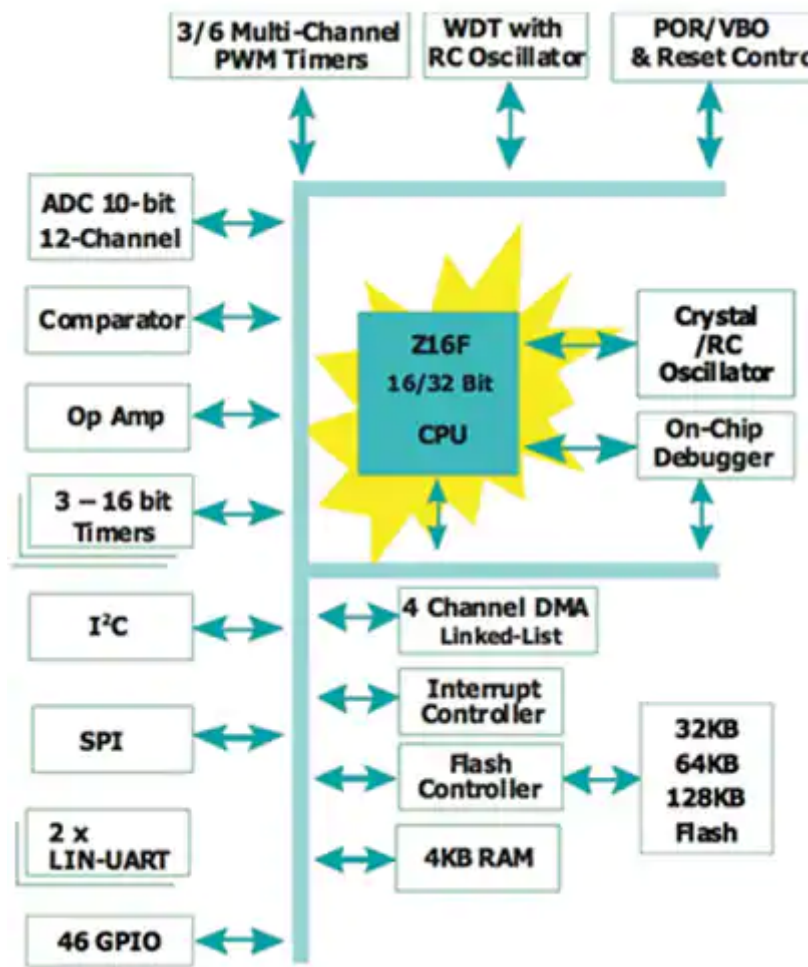 3/6 Multi-Channel
PWM Timers
WDT with
RC Oscillator
POR/VBO
& Reset Contro
ADC 10-bit
12-Channel
Comparator
Op Amp
3 – 16 bit
Timers
I²C
SPI
2 x
LIN-UART
46 GPIO
Z16F
16/32 Bit
CPU
Crystal
/RC
Oscillator
On-Chip
Debugger
4 Channel DMA
Linked-List
Interrupt
Controller
Flash
Controller
4KB RAM
32KB
64KB
128KB
Flash